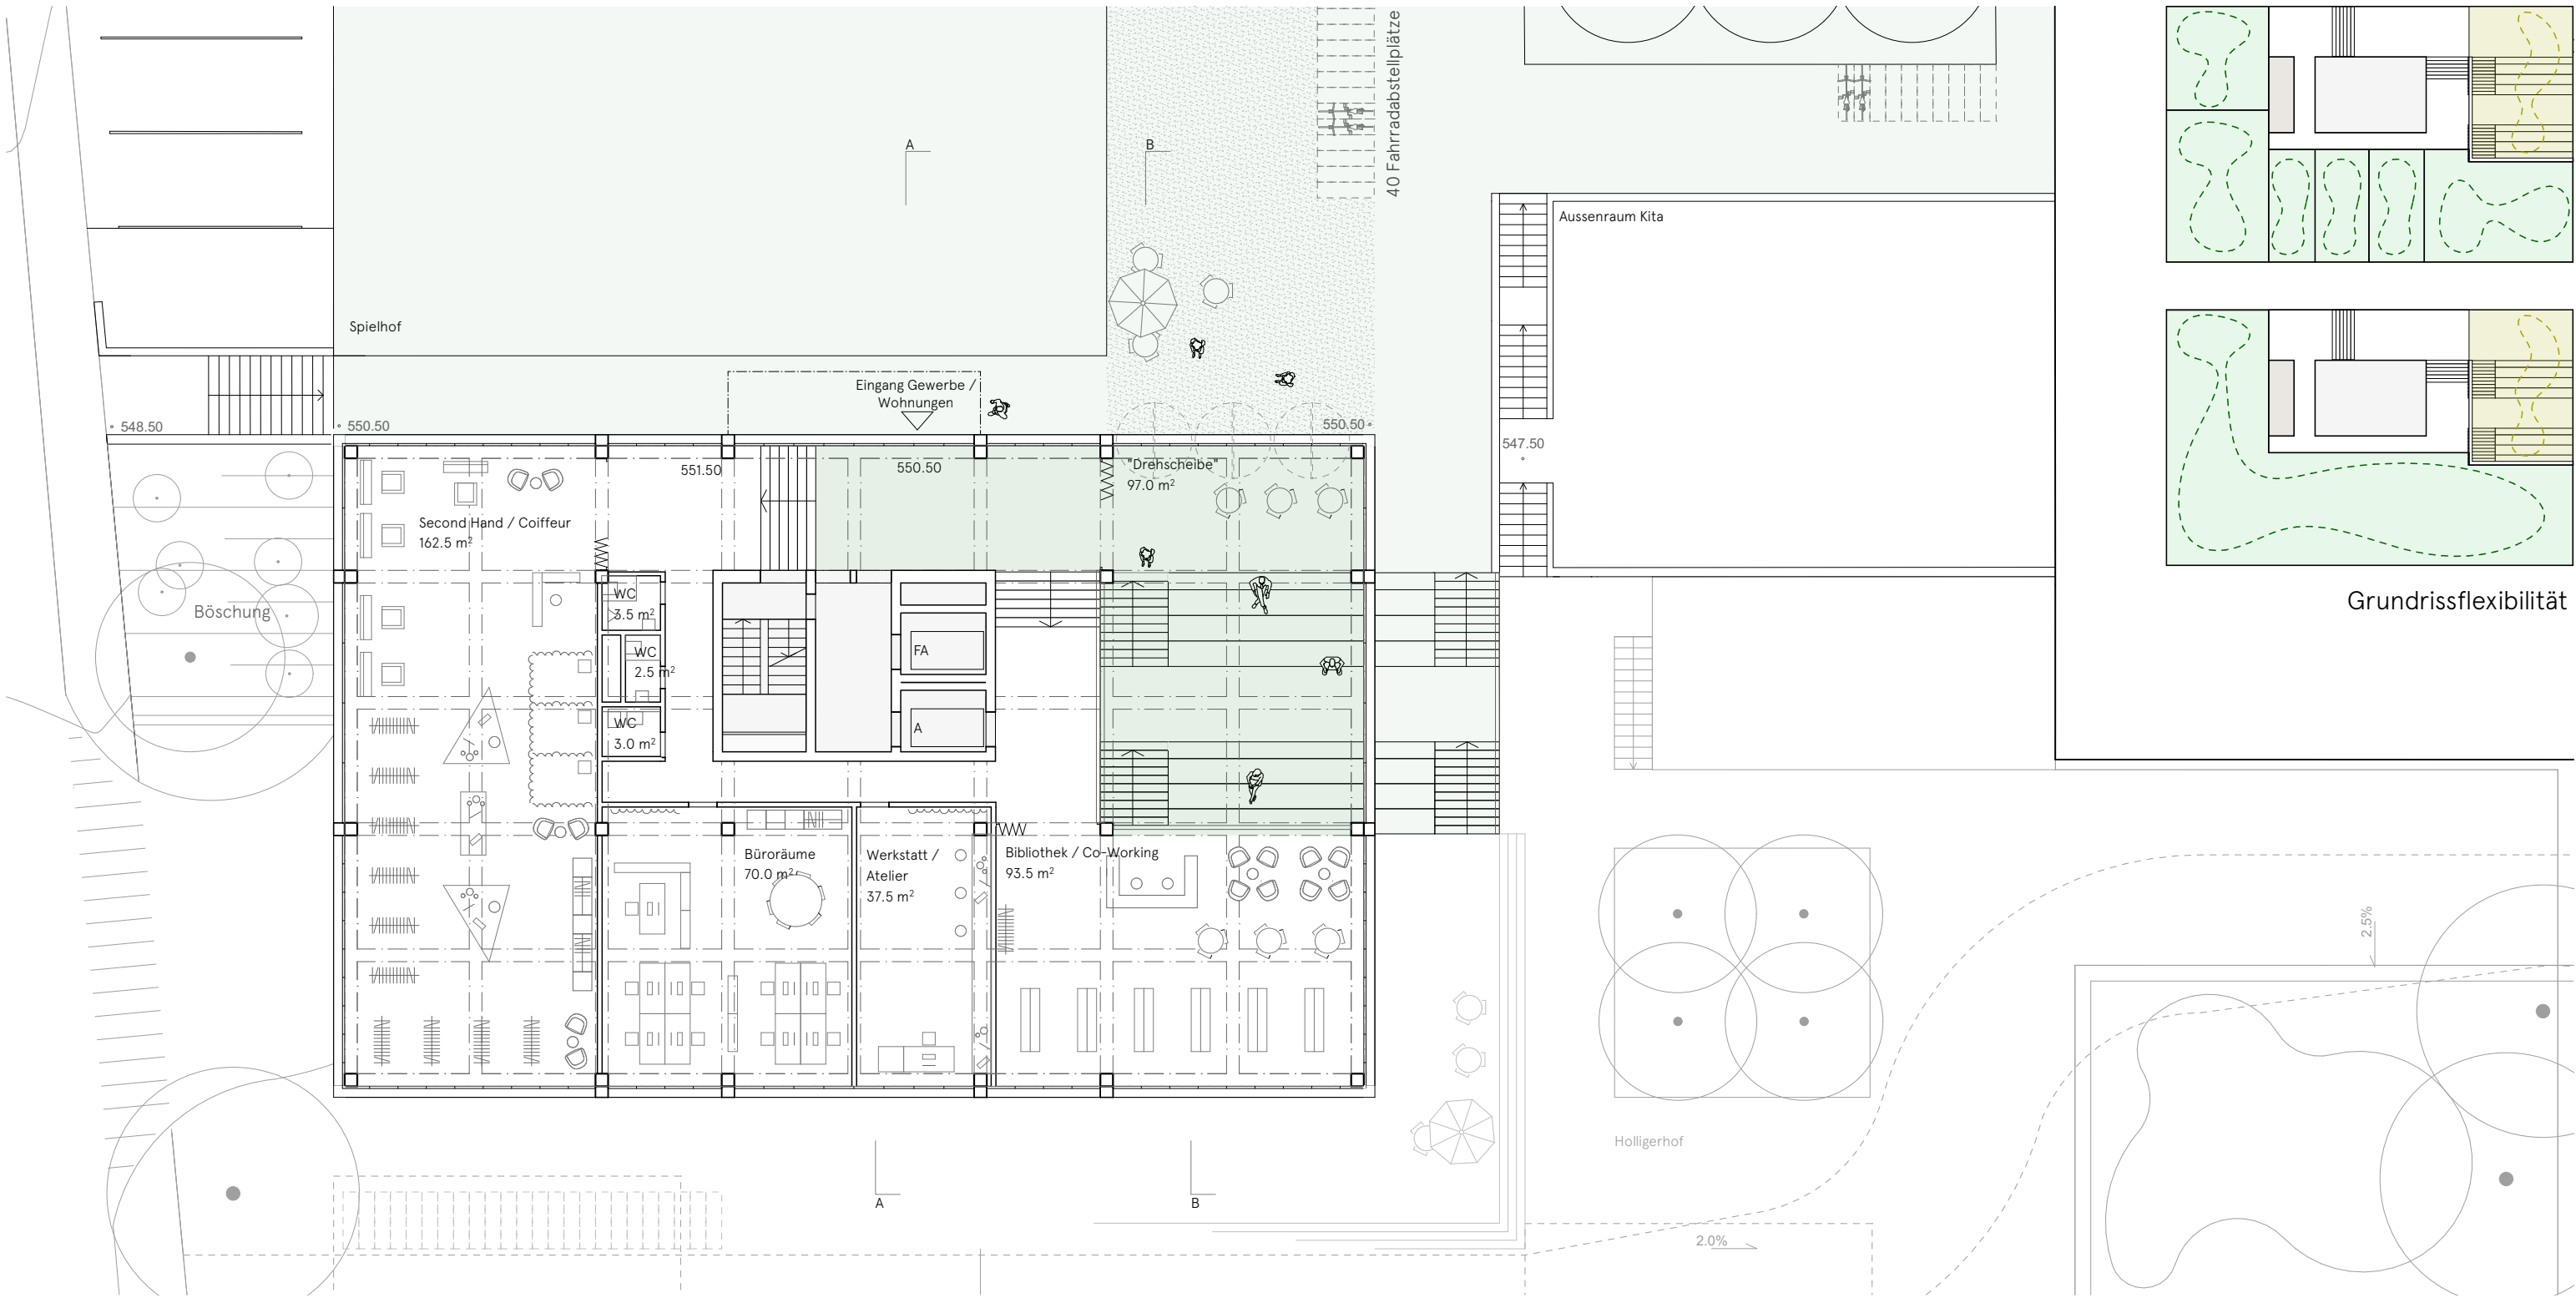 40 Fahrradabstellplätze
A
B
Aussenraum Kita
Spielhof
Eingang Gewerbe /
Wohnungen
548.50
550.50
550.50
547.50
551.50
550.50
"Drehscheibe"
97.0 m²
Second Hand / Coiffeur
162.5 m²
Böschung
WC
3.5 m²
WC
2.5 m²
WC
3.0 m²
FA
A
Grundrissflexibilität
Büroräume
70.0 m²
Werkstatt /
Atelier
37.5 m²
Bibliothek / Co-Working
93.5 m²
2.5%
Holligerhof
A
B
2.0%